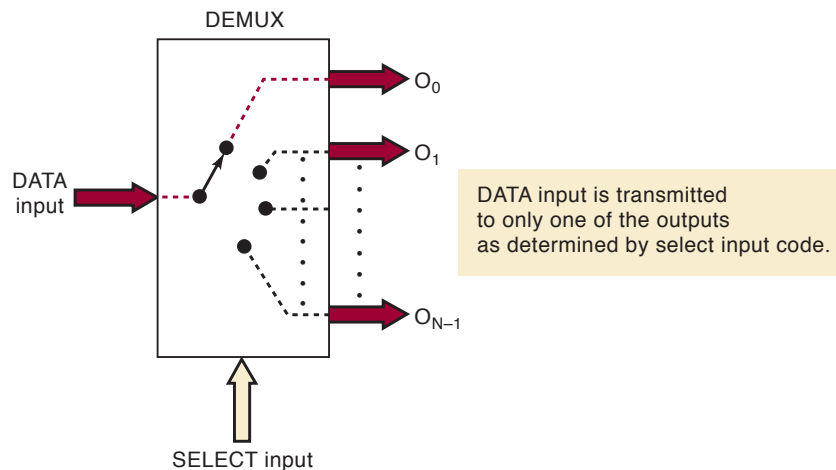 DEMUX
O₀
O₁
DATA
input
DATA input is transmitted
to only one of the outputs
as determined by select input code.
O_{N–1}
SELECT input